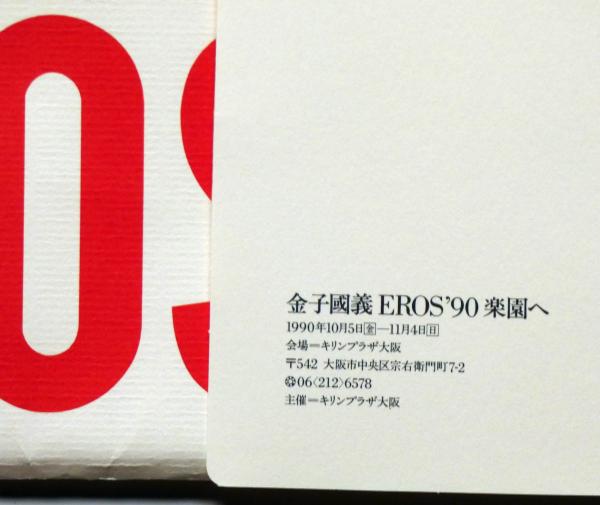 OS
金子國義 EROS'90 楽園へ
1990年10月5日金—11月4日日
会場＝キリンプラザ大阪
〒542 大阪市中央区宗右衛門町7-2
06〈212〉6578
主催＝キリンプラザ大阪